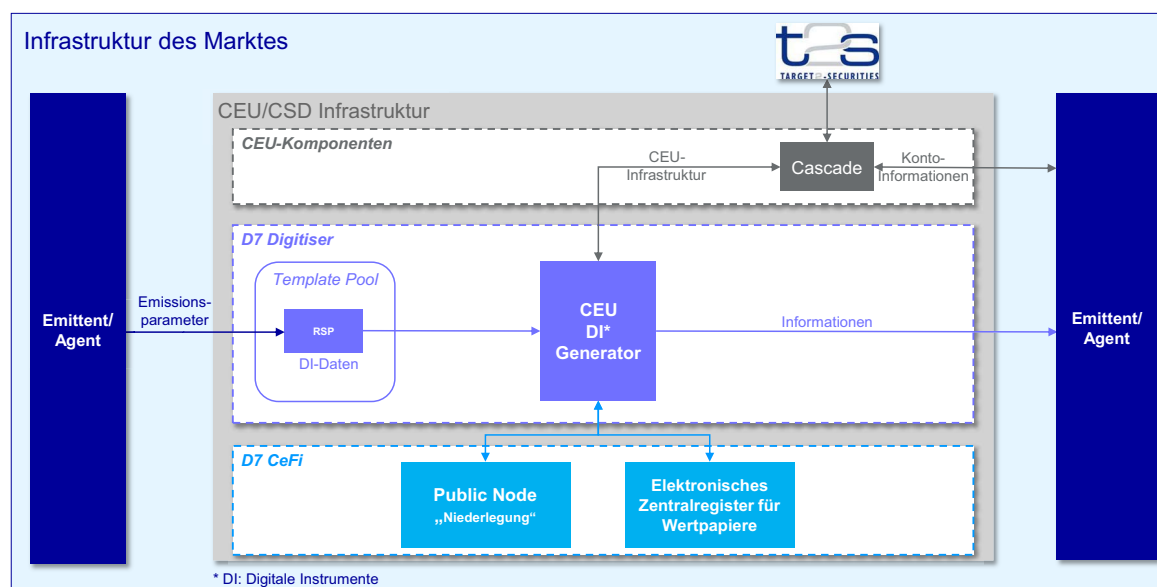 Infrastruktur des Marktes
t2s
TARGET2-SECURITIES
CEU/CSD Infrastruktur
CEU-Komponenten
CEU-
Infrastruktur
Cascade
Konto-
Informationen
D7 Digitiser
Template Pool
Emittent/
Agent
Emissions-
parameter
RSP
DI-Daten
CEU
DI*
Generator
Informationen
Emittent/
Agent
D7 CeFi
Public Node
„Niederlegung“
Elektronisches
Zentralregister für
Wertpapiere
* DI: Digitale Instrumente